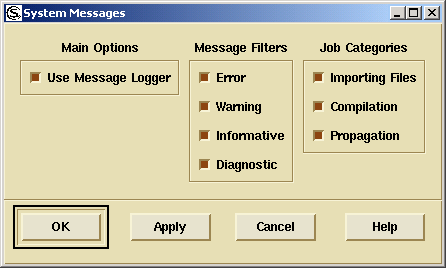 System Messages
Main Options
Message Filters
Job Categories
Use Message Logger
Error
Importing Files
Warning
Compilation
Informative
Propagation
Diagnostic
OK
Apply
Cancel
Help